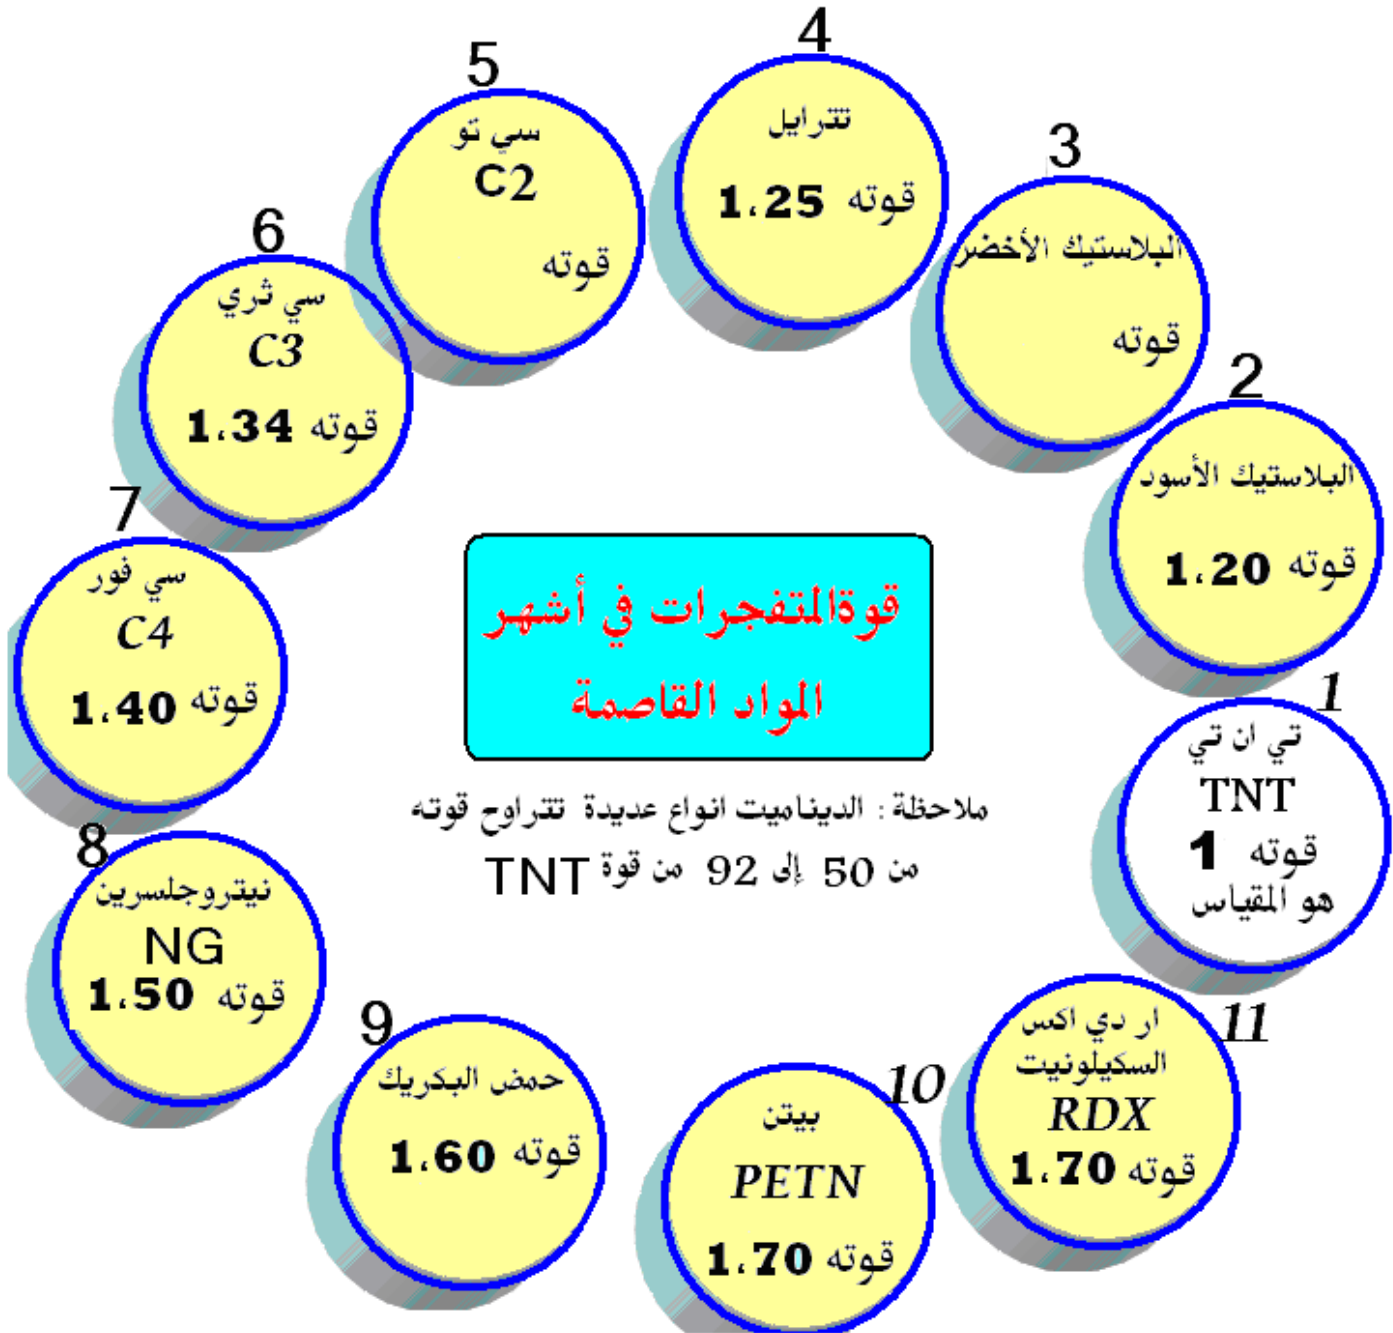 قوةالمتفجرات في أشهر
المواد القاصمة
ملاحظة : الديناميت انواع عديدة تتراوح قوته
من 50 إلى 92 من قوة TNT
1
تي ان تي
TNT
قوته 1
هو المقياس
2
البلاستيك الأسود
قوته 1،20
3
البلاستيك الأخضر
قوته
4
تترايل
قوته 1،25
5
سي تو
C2
قوته
6
سي ثري
C3
قوته 1،34
7
سي فور
C4
قوته 1،40
8
نيتروجلسرين
NG
قوته 1،50
9
حمض البكريك
قوته 1،60
10
بيتن
PETN
قوته 1،70
11
ار دي اكس
السكيلونيت
RDX
قوته 1،70